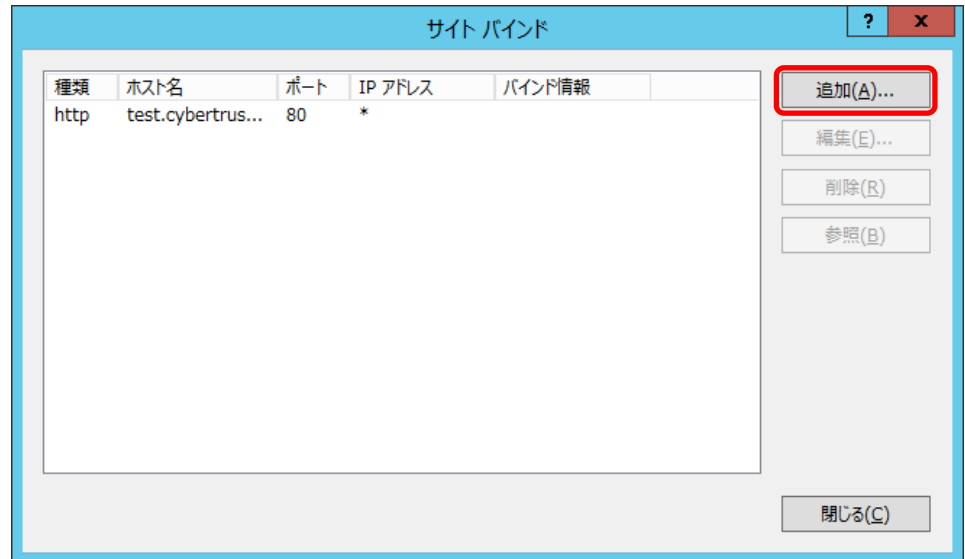 サイト バインド
? x
種類 ホスト名 ポート IP アドレス バインド情報
http test.cybertrus... 80 *
追加(A)...
編集(E)...
削除(R)
参照(B)
閉じる(C)